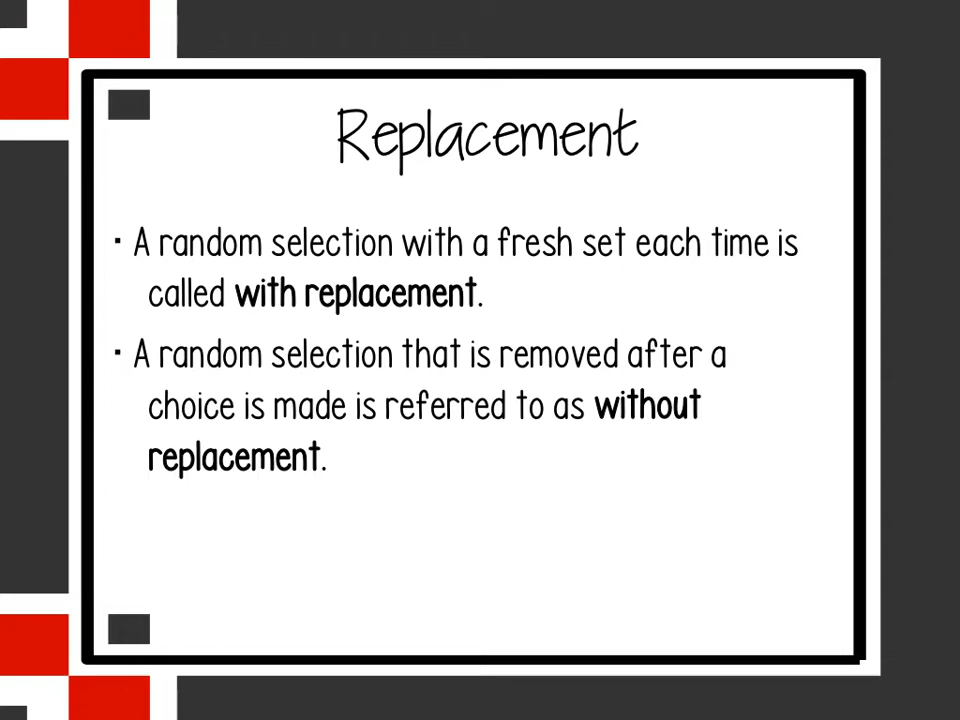 Replacement
· A random selection with a fresh set each time is
called with replacement.
· A random selection that is removed after a
choice is made is referred to as without
replacement.